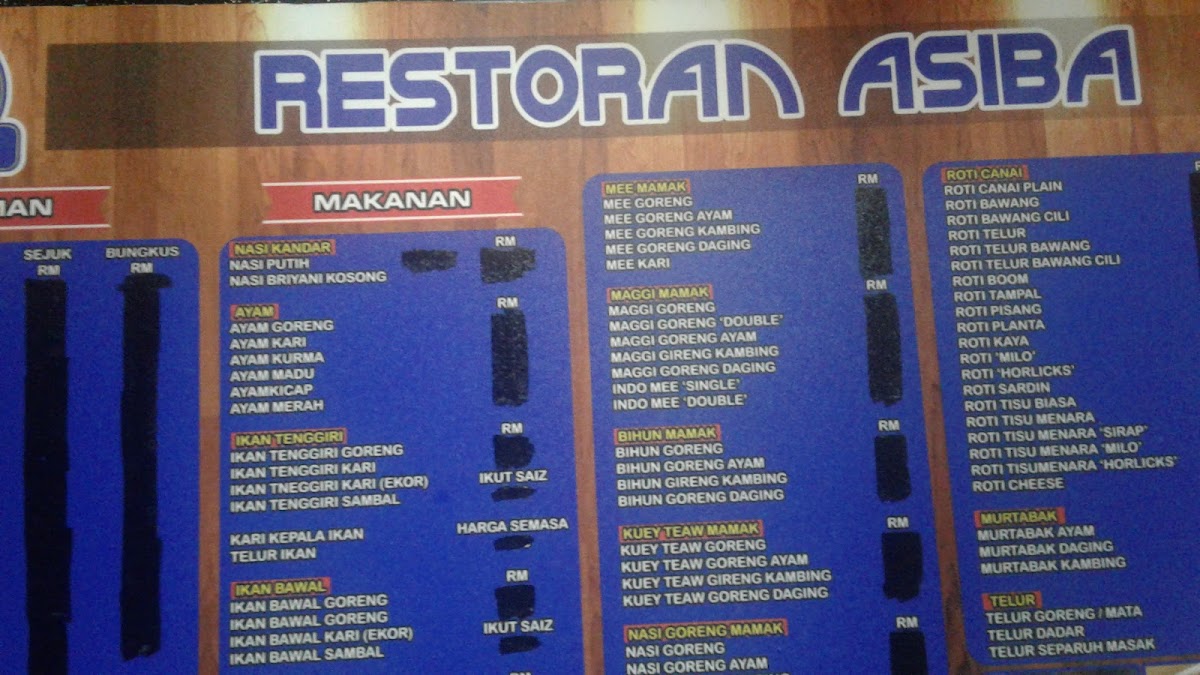 RESTORAN ASIBA
SEJUK
RM
BUNGKUS
RM
MAKANAN
NASI KANDAR
RM
NASI PUTIH
NASI BRIYANI KOSONG
AYAM
RM
AYAM GORENG
AYAM KARI
AYAM KURMA
AYAM MADU
AYAMKICAP
AYAM MERAH
IKAN TENGGIRI
RM
IKAN TENGGIRI GORENG
IKAN TENGGIRI KARI
IKAN TNEGGIRI KARI (EKOR)
IKUT SAIZ
IKAN TENGGIRI SAMBAL
KARI KEPALA IKAN
HARGA SEMASA
TELUR IKAN
IKAN BAWAL
RM
IKAN BAWAL GORENG
IKAN BAWAL GORENG
IKAN BAWAL KARI (EKOR)
IKUT SAIZ
IKAN BAWAL SAMBAL
RM
MEE MAMAK
RM
MEE GORENG
MEE GORENG AYAM
MEE GORENG KAMBING
MEE GORENG DAGING
MEE KARI
MAGGI MAMAK
RM
MAGGI GORENG
MAGGI GORENG 'DOUBLE'
MAGGI GORENG AYAM
MAGGI GIRENG KAMBING
MAGGI GORENG DAGING
INDO MEE 'SINGLE'
INDO MEE 'DOUBLE'
BIHUN MAMAK
RM
BIHUN GORENG
BIHUN GORENG AYAM
BIHUN GIRENG KAMBING
BIHUN GORENG DAGING
KUEY TEAW MAMAK
RM
KUEY TEAW GORENG
KUEY TEAW GORENG AYAM
KUEY TEAW GIRENG KAMBING
KUEY TEAW GORENG DAGING
NASI GORENG MAMAK
RM
NASI GORENG
NASI GORENG AYAM
ROTI CANAI
ROTI CANAI PLAIN
ROTI BAWANG
ROTI BAWANG CILI
ROTI TELUR
ROTI TELUR BAWANG
ROTI TELUR BAWANG CILI
ROTI BOOM
ROTI TAMPAL
ROTI PISANG
ROTI PLANTA
ROTI KAYA
ROTI 'MILO'
ROTI 'HORLICKS'
ROTI SARDIN
ROTI TISU BIASA
ROTI TISU MENARA
ROTI TISU MENARA 'SIRAP'
ROTI TISU MENARA 'MILO'
ROTI TISUMENARA 'HORLICKS'
ROTI CHEESE
MURTABAK
MURTABAK AYAM
MURTABAK DAGING
MURTABAK KAMBING
TELUR
TELUR GORENG / MATA
TELUR DADAR
TELUR SEPARUH MASAK